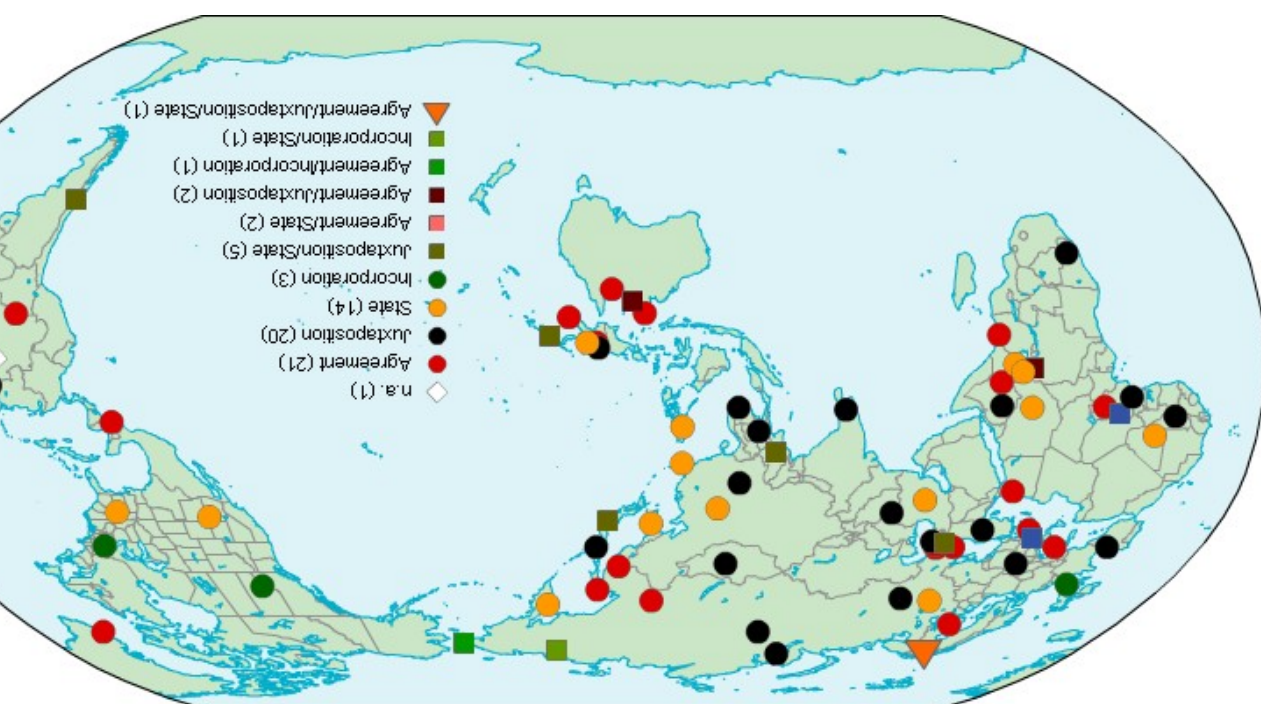 n.a. (1)
Agreement (21)
Juxtaposition (20)
State (14)
Incorporation (3)
Juxtaposition/State (5)
Agreement/State (2)
Agreement/Juxtaposition (2)
Agreement/Incorporation (1)
Incorporation/State (1)
Agreement/Juxtaposition/State (1)